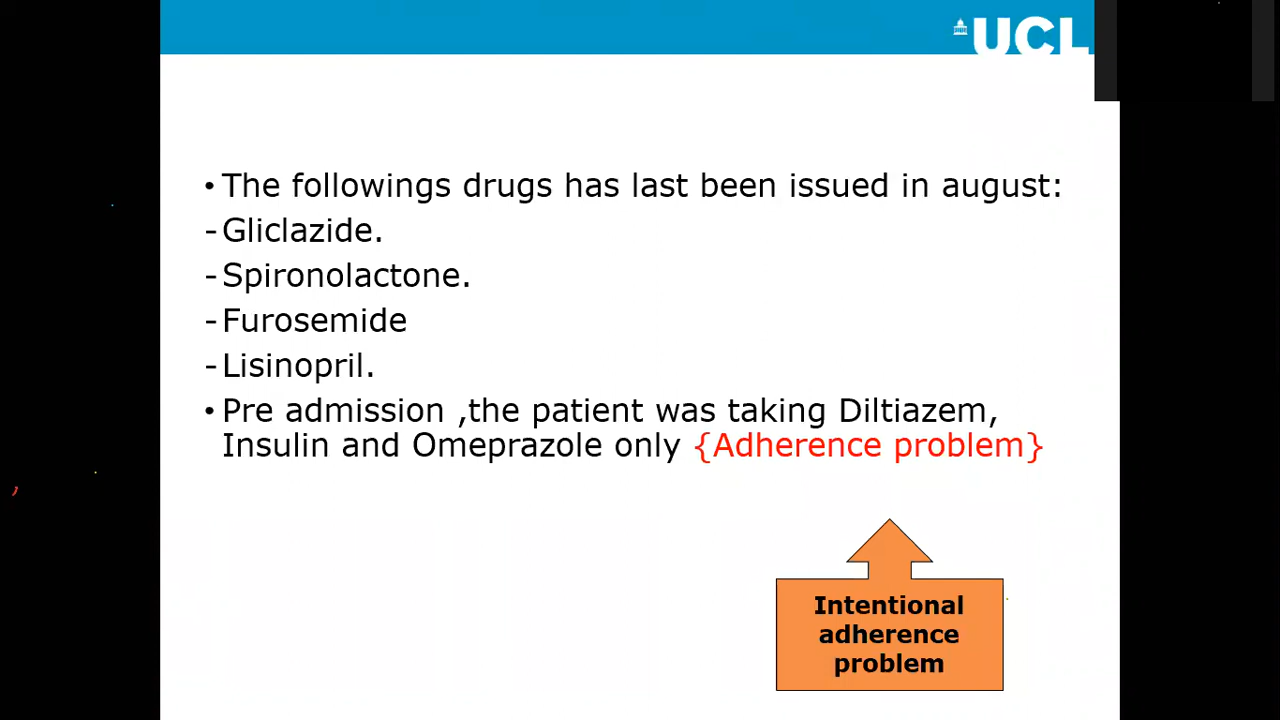 UCL
• The followings drugs has last been issued in august:
- Gliclazide.
- Spironolactone.
- Furosemide
- Lisinopril.
• Pre admission ,the patient was taking Diltiazem,
Insulin and Omeprazole only {Adherence problem}
Intentional
adherence
problem